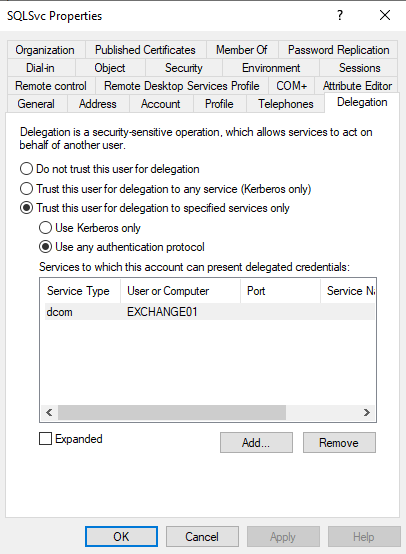 SQLSvc Properties ? ×
Organization Published Certificates Member Of Password Replication
Dial-in Object Security Environment Sessions
Remote control Remote Desktop Services Profile COM+ Attribute Editor
General Address Account Profile Telephones Delegation
Delegation is a security-sensitive operation, which allows services to act on
behalf of another user.
Do not trust this user for delegation
Trust this user for delegation to any service (Kerberos only)
Trust this user for delegation to specified services only
Use Kerberos only
Use any authentication protocol
Services to which this account can present delegated credentials:
Service Type User or Computer Port Service Na
dcom EXCHANGE01
Expanded Add... Remove
OK Cancel Apply Help